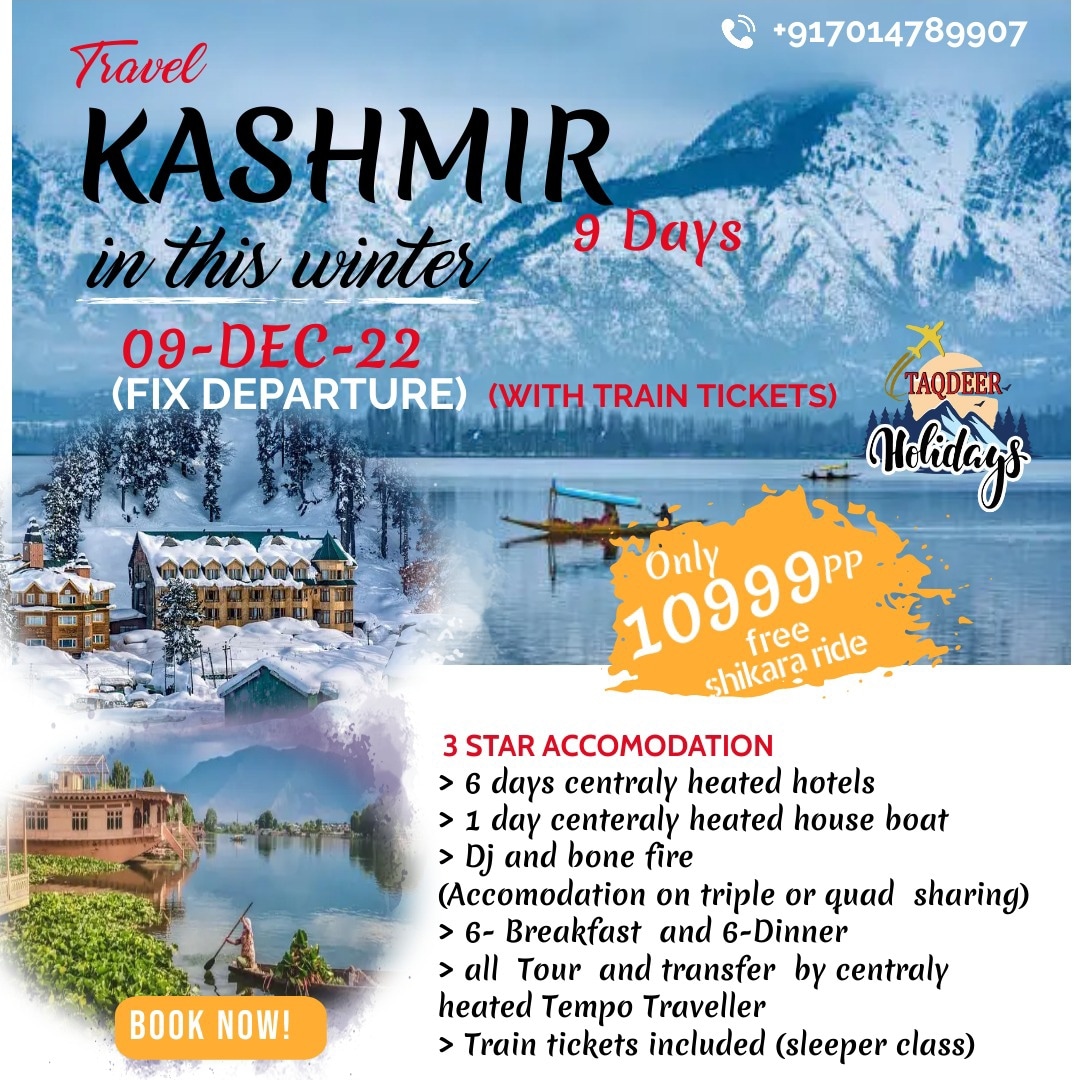 +917014789907
Travel
KASHMIR
9 Days
in this winter
09-DEC-22
(FIX DEPARTURE) (WITH TRAIN TICKETS)
TAQDEER
Holidays
Only
10999PP
free
shikara ride
3 STAR ACCOMODATION
> 6 days centraly heated hotels
> 1 day centeraly heated house boat
> Dj and bone fire
(Accomodation on triple or quad sharing)
> 6- Breakfast and 6-Dinner
> all Tour and transfer by centraly
heated Tempo Traveller
> Train tickets included (sleeper class)
BOOK NOW!